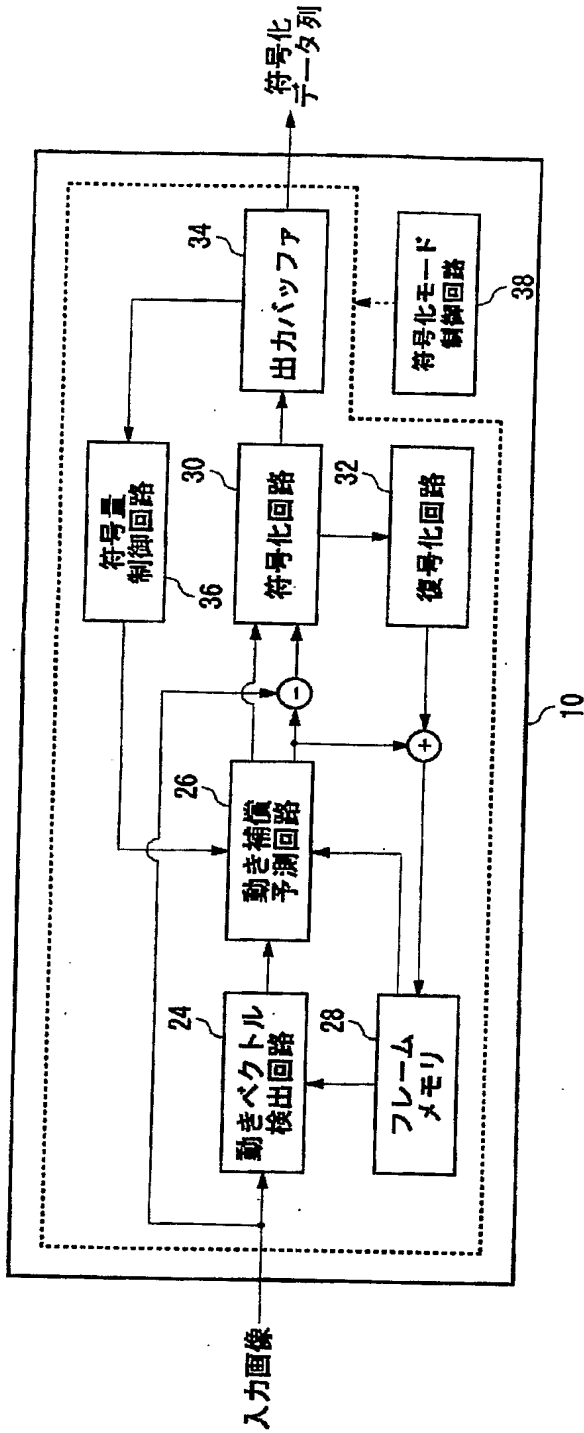 入力画像
24
動きベクトル
検出回路
28
フレーム
メモリ
26
動き補償
予測回路
-
+
符号量
制御回路
36
30
符号化回路
32
復号化回路
34
出力バッファ
符号化モード
制御回路
38
符号化
データ列
10